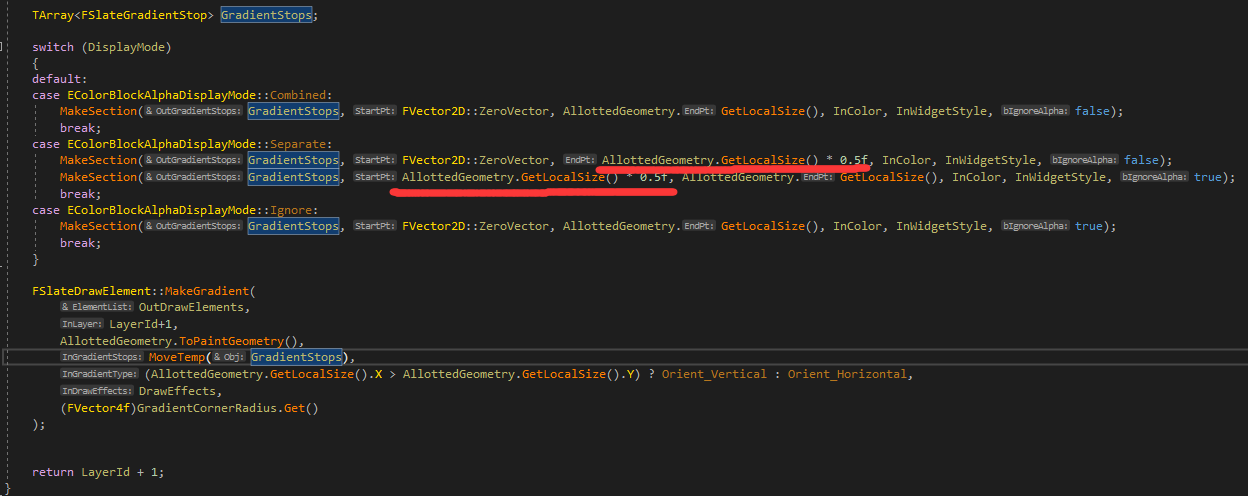 TArray<FSlateGradientStop> GradientStops;
switch (DisplayMode)
{
default:
case EColorBlockAlphaDisplayMode::Combined:
MakeSection(& OutGradientStops: GradientStops, StartPt: FVector2D::ZeroVector, AllottedGeometry. EndPt: GetLocalSize(), InColor, InWidgetStyle, bIgnoreAlpha: false);
break;
case EColorBlockAlphaDisplayMode::Separate:
MakeSection(& OutGradientStops: GradientStops, StartPt: FVector2D::ZeroVector, EndPt: AllottedGeometry.GetLocalSize() * 0.5f, InColor, InWidgetStyle, bIgnoreAlpha: false);
MakeSection(& OutGradientStops: GradientStops, StartPt: AllottedGeometry.GetLocalSize() * 0.5f, AllottedGeometry. EndPt: GetLocalSize(), InColor, InWidgetStyle, bIgnoreAlpha: true);
break;
case EColorBlockAlphaDisplayMode::Ignore:
MakeSection(& OutGradientStops: GradientStops, StartPt: FVector2D::ZeroVector, AllottedGeometry. EndPt: GetLocalSize(), InColor, InWidgetStyle, bIgnoreAlpha: true);
break;
}
FSlateDrawElement::MakeGradient(
& ElementList: OutDrawElements,
InLayer: LayerId+1,
AllottedGeometry.ToPaintGeometry(),
InGradientStops: MoveTemp(& Obj: GradientStops),
InGradientType: (AllottedGeometry.GetLocalSize().X > AllottedGeometry.GetLocalSize().Y) ? Orient_Vertical : Orient_Horizontal,
InDrawEffects: DrawEffects,
(FVector4f)GradientCornerRadius.Get()
);
return LayerId + 1;
}